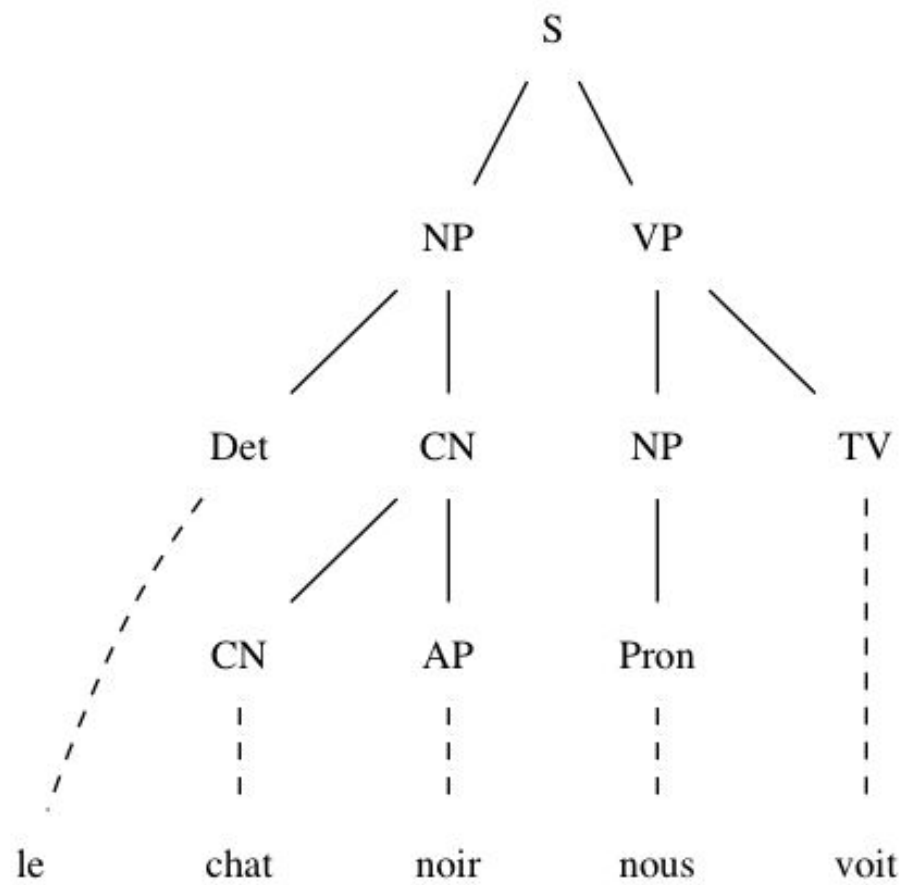 S
NP VP
Det CN NP TV
CN AP Pron
le chat noir nous voit